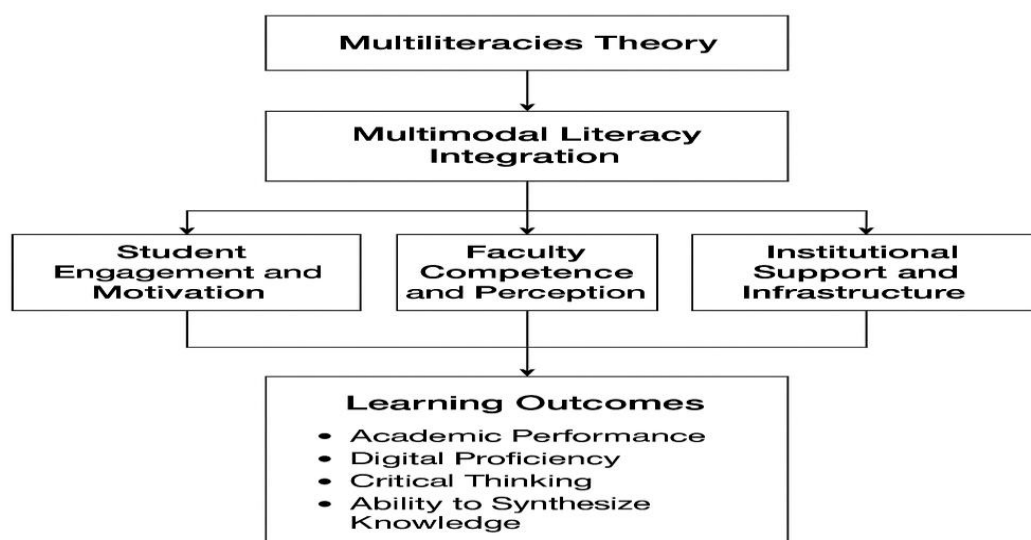 Multiliteracies Theory
Multimodal Literacy
Integration
Student
Engagement and
Motivation
Faculty
Competence
and Perception
Institutional
Support and
Infrastructure
Learning Outcomes
• Academic Performance
• Digital Proficiency
• Critical Thinking
• Ability to Synthesize
Knowledge